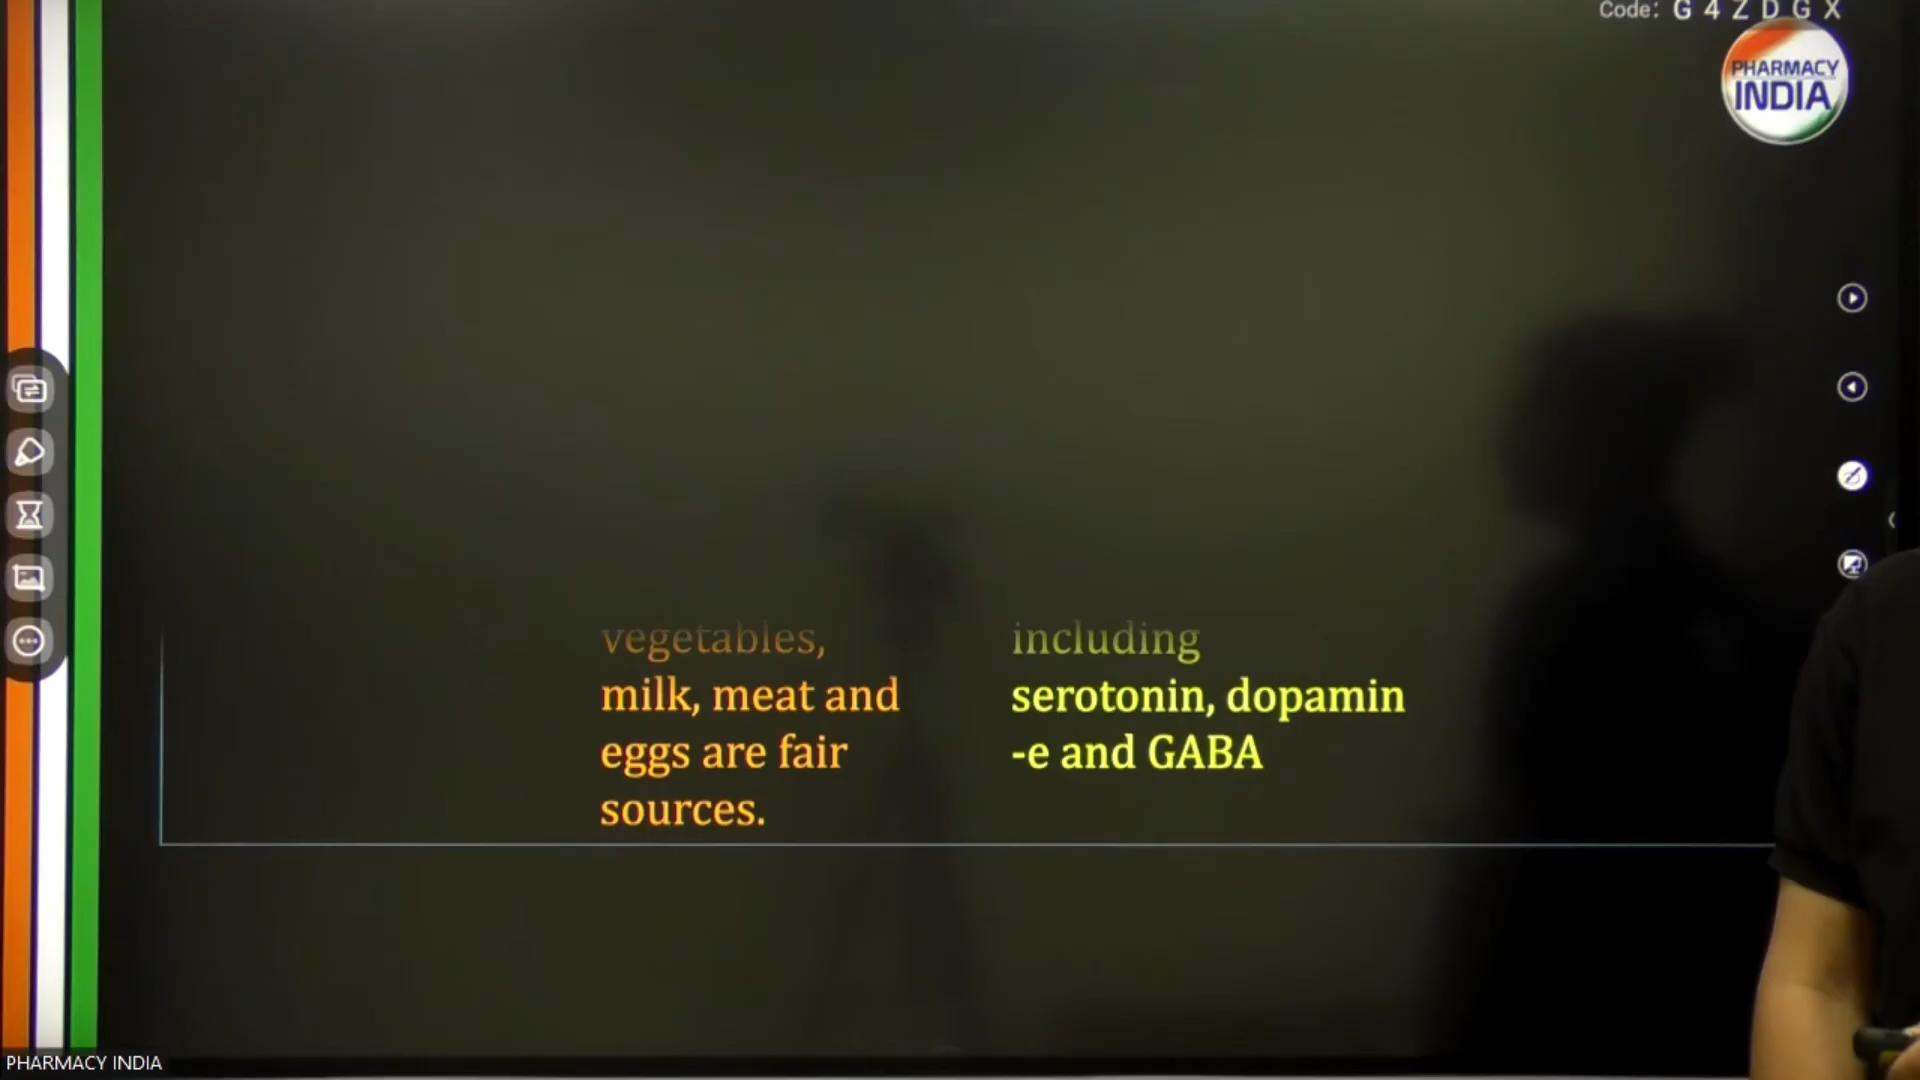 Code: G 4 Z D G X
PHARMACY
INDIA
vegetables,
milk, meat and
eggs are fair
sources.
including
serotonin, dopamin
-e and GABA
PHARMACY INDIA